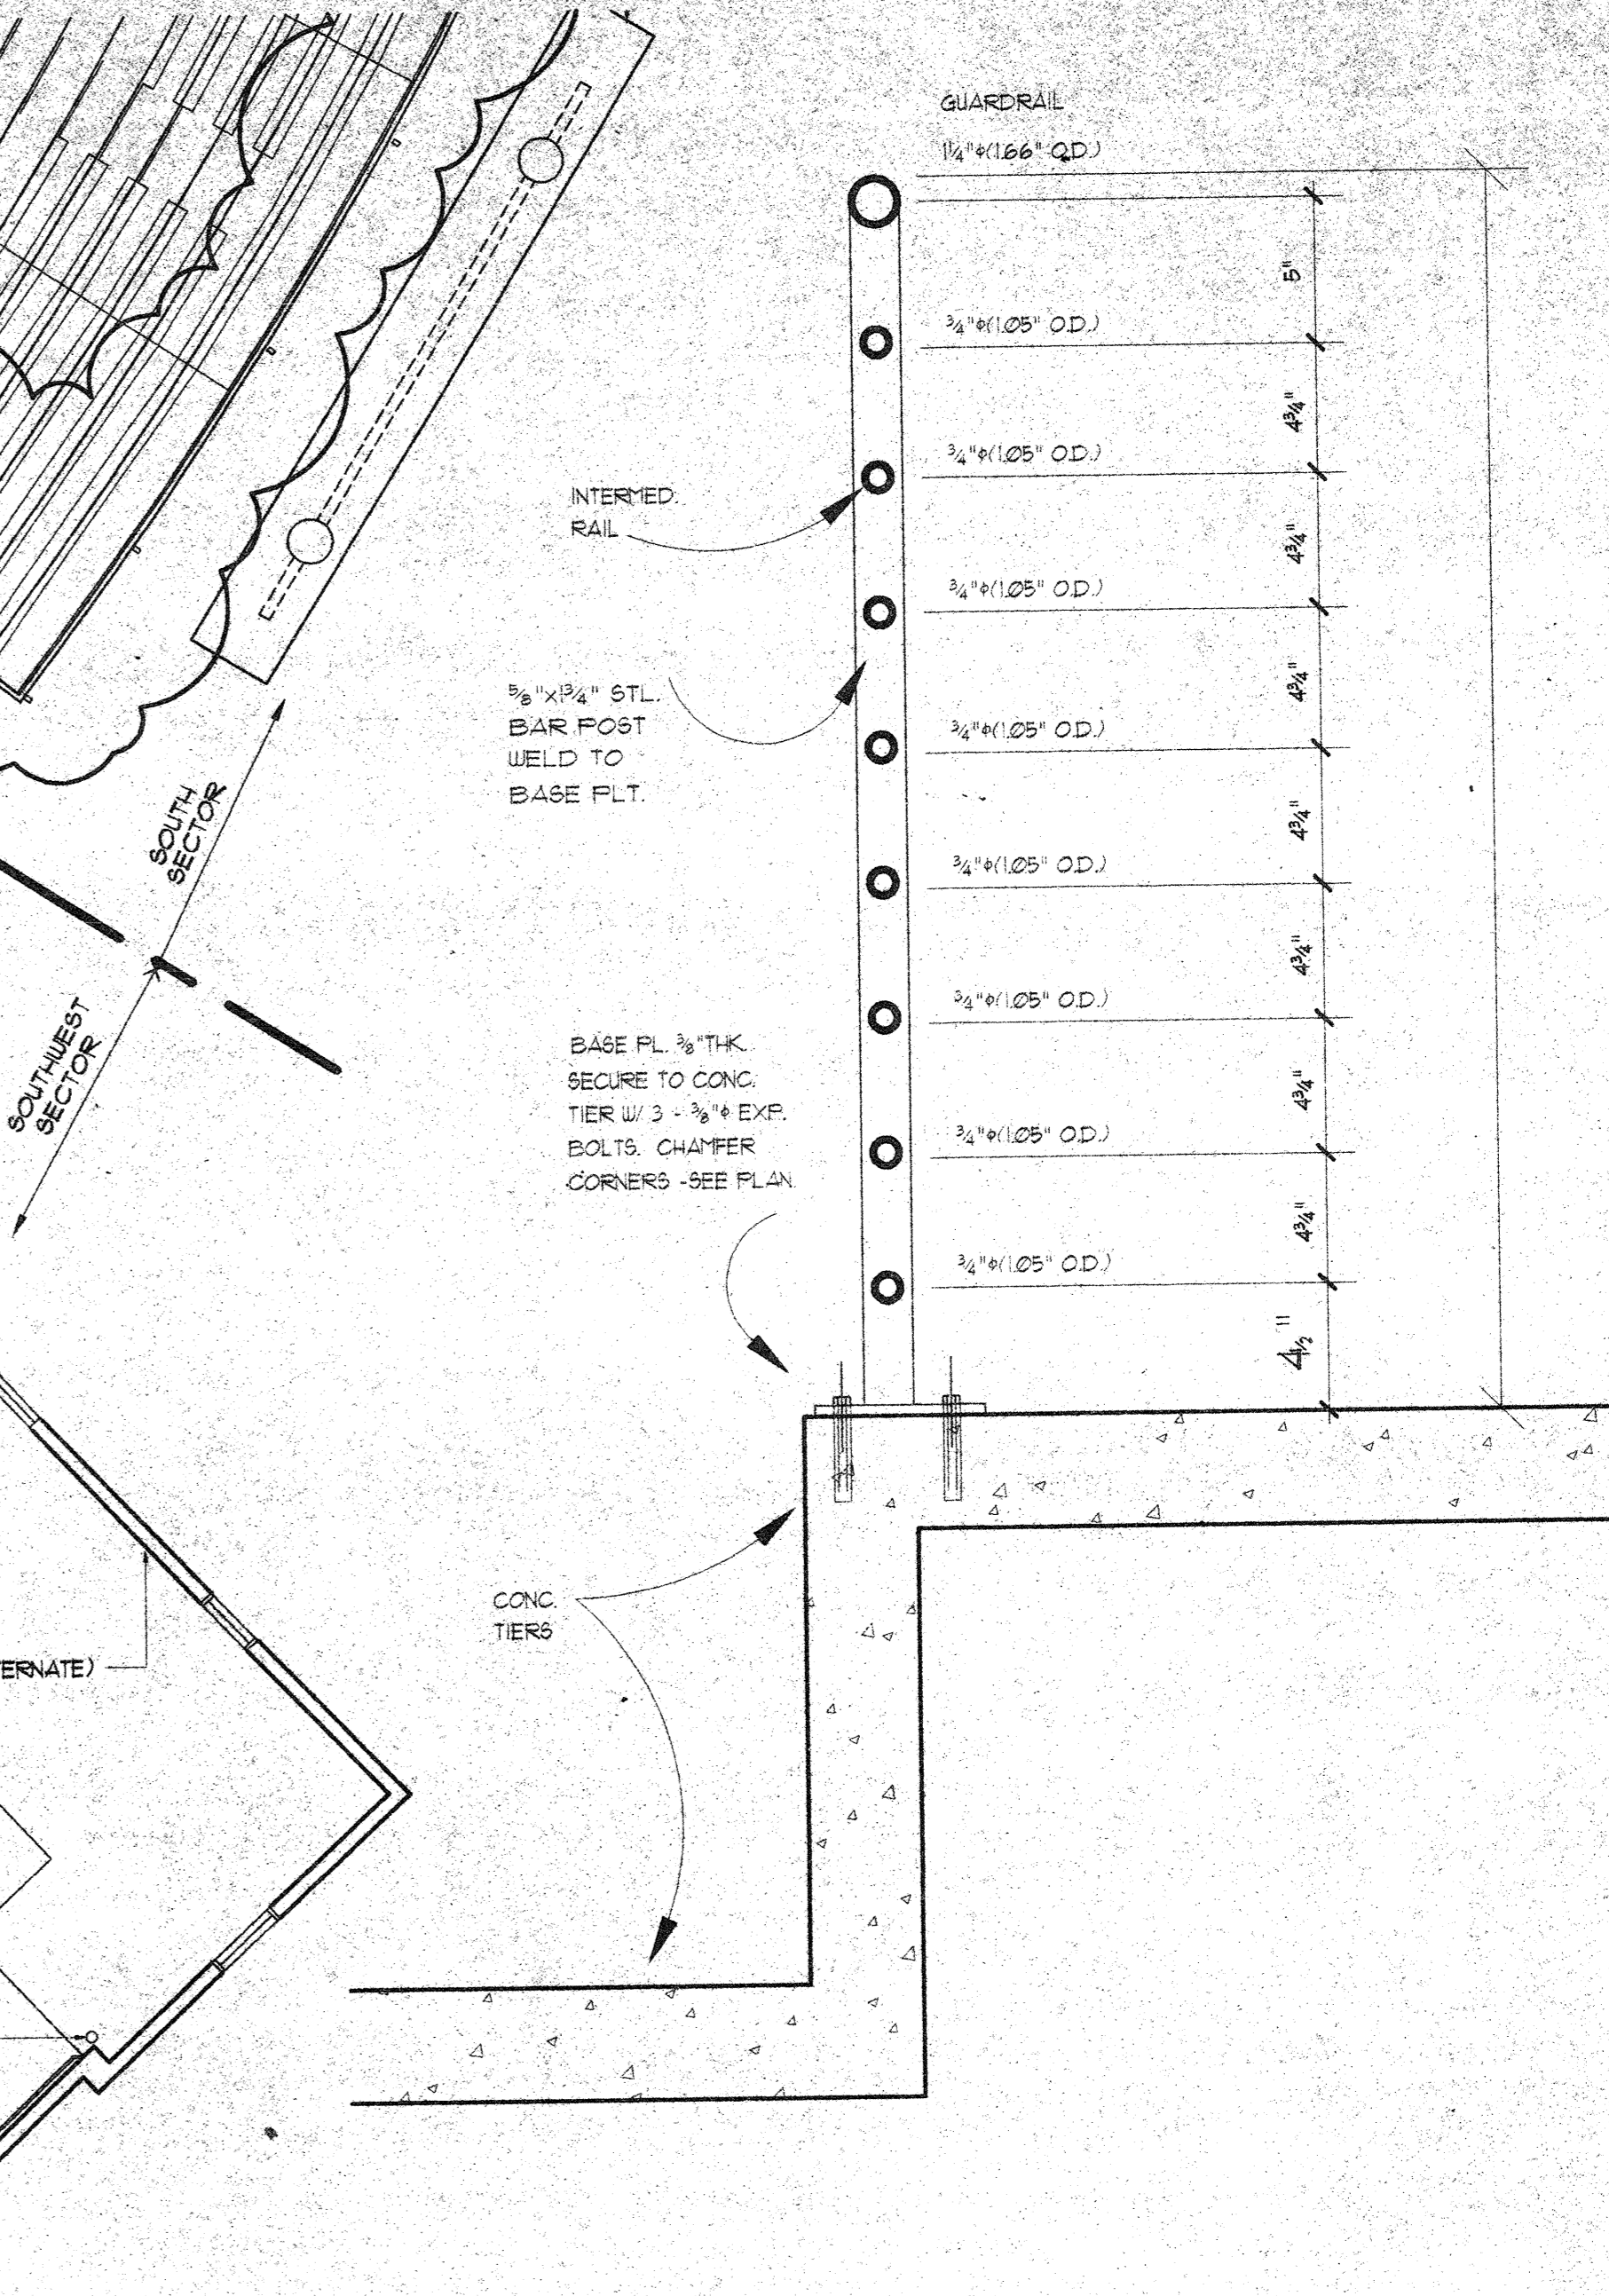 GUARDRAIL
1¼"φ(1.66" O.D.)
5"
¾"φ(1.05" O.D.)
4¾"
¾"φ(1.05" O.D.)
INTERMED.
RAIL
4¾"
¾"φ(1.05" O.D.)
⅝"x1¾" STL.
BAR POST
WELD TO
BASE PLT.
4¾"
¾"φ(1.05" O.D.)
4¾"
¾"φ(1.05" O.D.)
SOUTH
SECTOR
4¾"
¾"φ(1.05" O.D.)
SOUTHWEST
SECTOR
BASE PL. ⅜"THK.
SECURE TO CONC.
TIER W/ 3 - ⅜"φ EXP.
BOLTS. CHAMFER
CORNERS -SEE PLAN.
4¾"
¾"φ(1.05" O.D.)
4¾"
¾"φ(1.05" O.D.)
4½"
CONC.
TIERS
ERNATE)